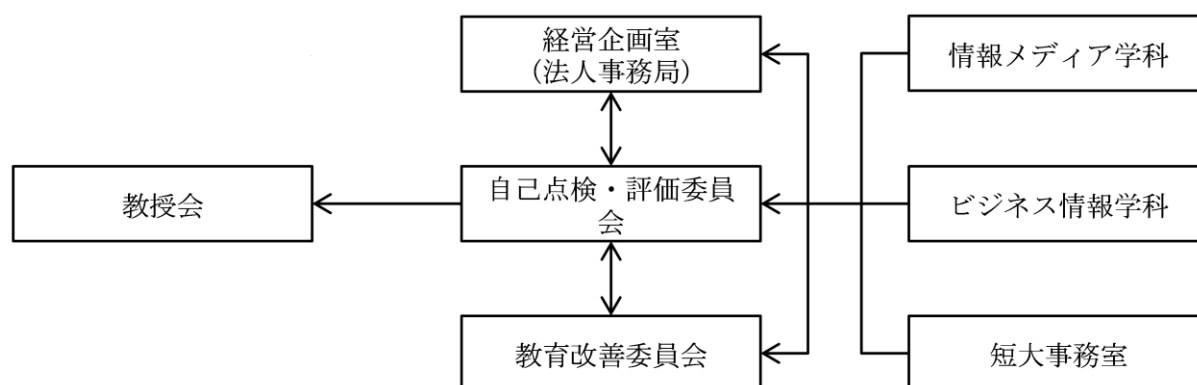 経営企画室
(法人事務局)
情報メディア学科
教授会
自己点検・評価委員
会
ビジネス情報学科
教育改善委員会
短大事務室